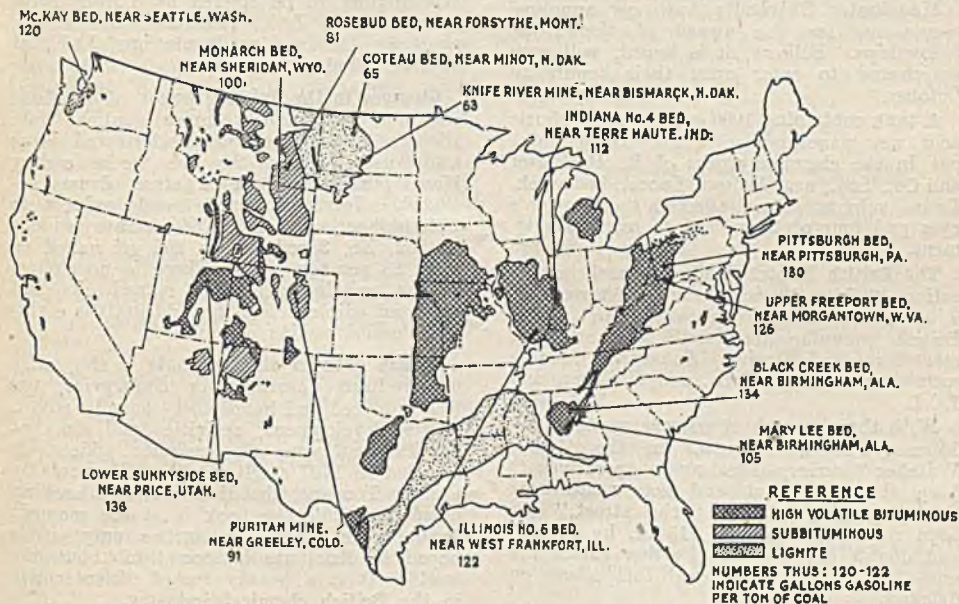 Mc.KAY BED, NEAR SEATTLE, WASH.
120
ROSEBUD BED, NEAR FORSYTHE, MONT.
81
MONARCH BED,
NEAR SHERIDAN, WYO.
100
COTEAU BED, NEAR MINOT, N. DAK.
65
KNIFE RIVER MINE, NEAR BISMARCK, N. DAK.
63
INDIANA No.4 BED,
NEAR TERRE HAUTE, IND.
112
PITTSBURGH BED,
NEAR PITTSBURGH, PA.
130
UPPER FREEPORT BED,
NEAR MORGANTOWN, W. VA.
126
BLACK CREEK BED,
NEAR BIRMINGHAM, ALA.
134
MARY LEE BED,
NEAR BIRMINGHAM, ALA.
105
LOWER SUNNYSIDE BED,
NEAR PRICE, UTAH.
136
PURITAN MINE.
NEAR GREELEY, COLO.
91
ILLINOIS No.6 BED.
NEAR WEST FRANKFORT, ILL.
122
REFERENCE
HIGH VOLATILE BITUMINOUS
SUBBITUMINOUS
LIGNITE
NUMBERS THUS: 120-122
INDICATE GALLONS GASOLINE
PER TON OF COAL